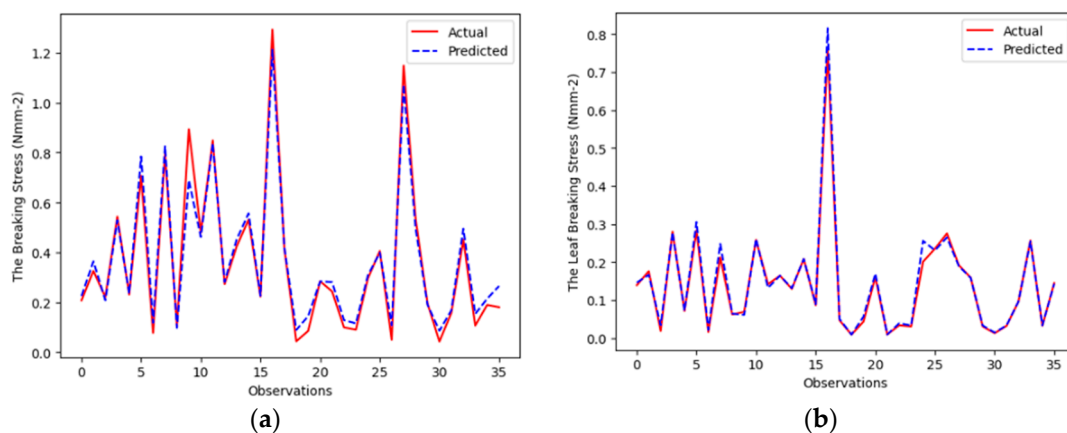 The Breaking Stress (Nmm-2)
1.2
1.0
0.8
0.6
0.4
0.2
0.0
Actual
Predicted
0 5 10 15 20 25 30 35
Observations
(a)
The Leaf Breaking Stress (Nmm-2)
0.8
0.7
0.6
0.5
0.4
0.3
0.2
0.1
0.0
Actual
Predicted
0 5 10 15 20 25 30 35
Observations
(b)